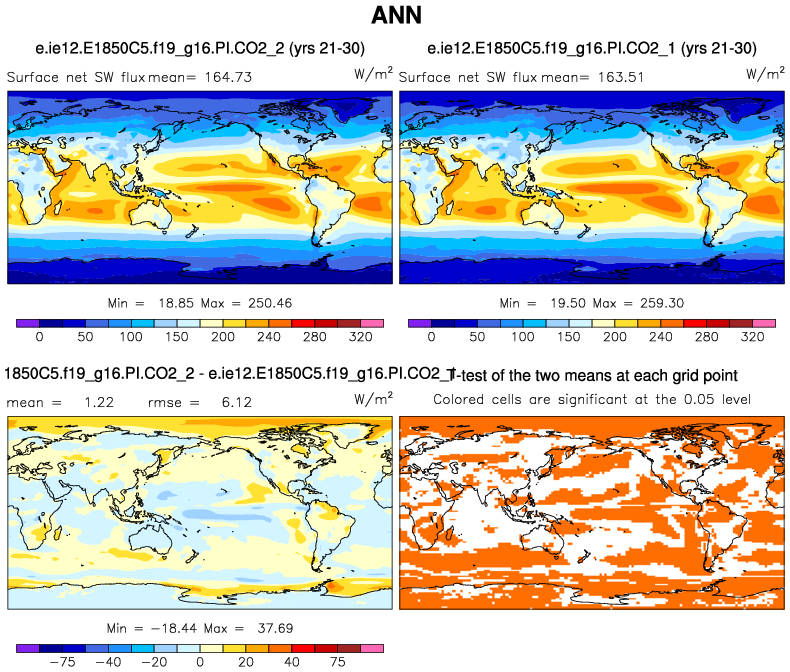 ANN
e.ie12.E1850C5.f19_g16.PI.CO2_2 (yrs 21-30)
e.ie12.E1850C5.f19_g16.PI.CO2_1 (yrs 21-30)
Surface net SW flux mean= 164.73 W/m²
Surface net SW flux mean= 163.51 W/m²
Min = 18.85 Max = 250.46
Min = 19.50 Max = 259.30
0 50 100 150 200 240 280 320
0 50 100 150 200 240 280 320
1850C5.f19_g16.PI.CO2_2 - e.ie12.E1850C5.f19_g16.PI.CO2_1
T-test of the two means at each grid point
mean = 1.22 rmse = 6.12 W/m²
Colored cells are significant at the 0.05 level
Min = −18.44 Max = 37.69
−75 −40 −20 0 20 40 75